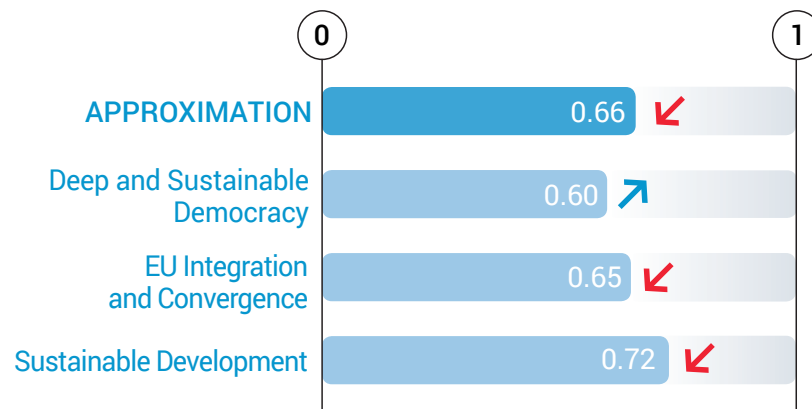 0 1
APPROXIMATION 0.66
Deep and Sustainable
Democracy
0.60
EU Integration
and Convergence
0.65
Sustainable Development 0.72